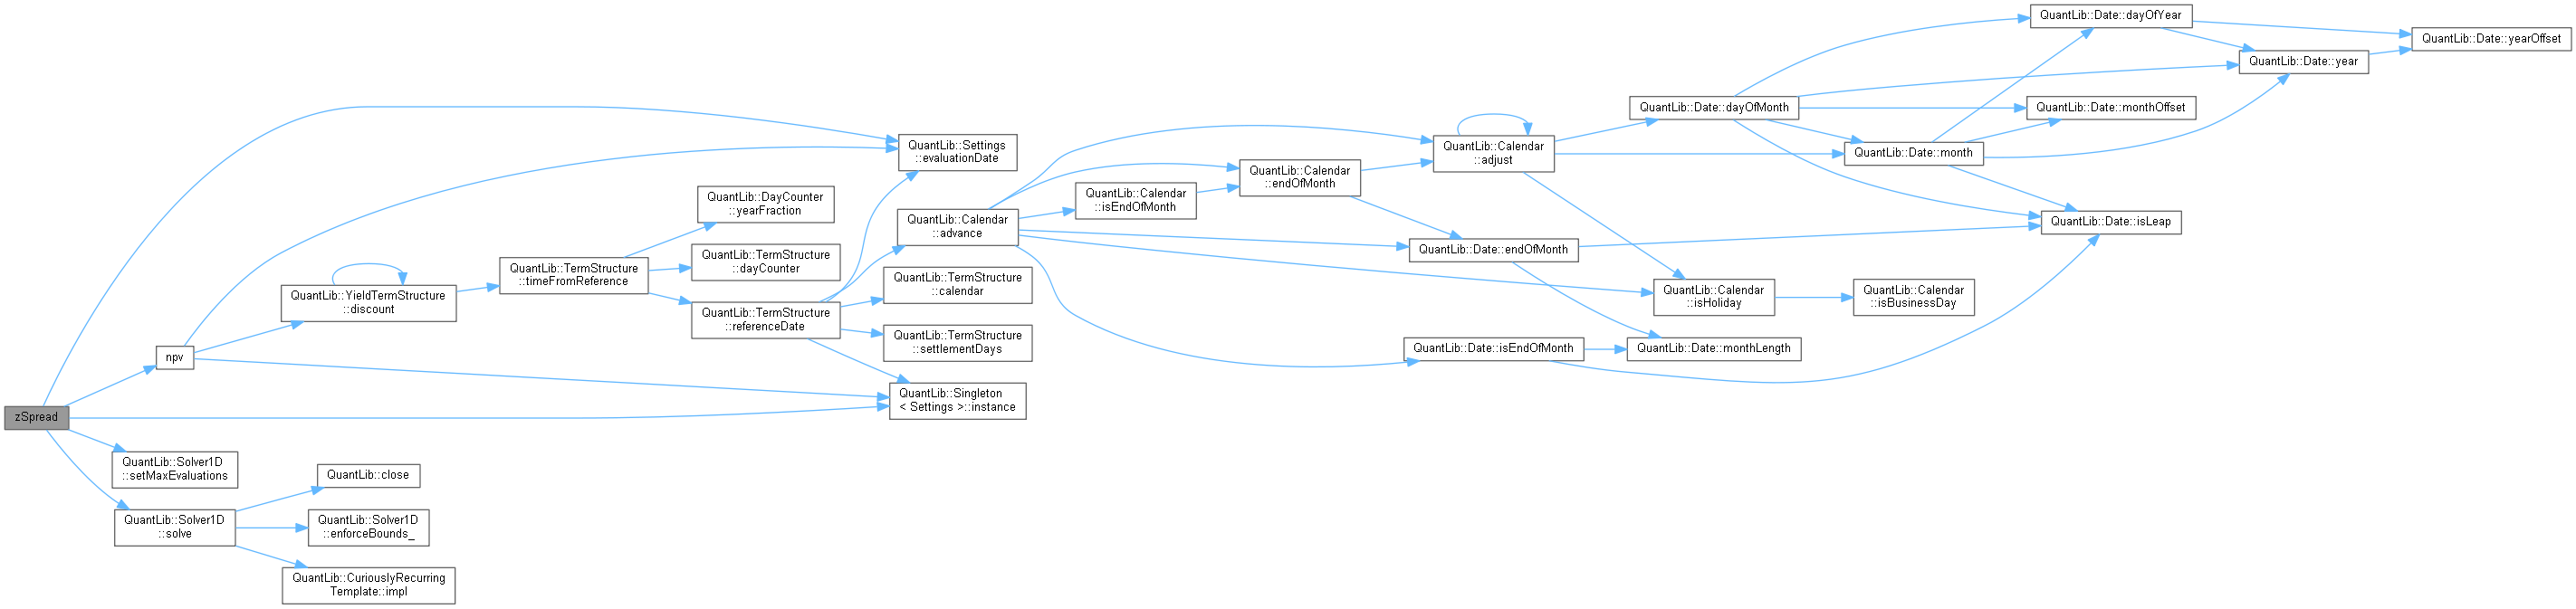 zSpread
npv
QuantLib::Solver1D
::setMaxEvaluations
QuantLib::Solver1D
::solve
QuantLib::YieldTermStructure
::discount
QuantLib::close
QuantLib::Solver1D
::enforceBounds_
QuantLib::CuriouslyRecurring
Template::impl
QuantLib::TermStructure
::timeFromReference
QuantLib::DayCounter
::yearFraction
QuantLib::TermStructure
::dayCounter
QuantLib::TermStructure
::referenceDate
QuantLib::Settings
::evaluationDate
QuantLib::Calendar
::advance
QuantLib::TermStructure
::calendar
QuantLib::TermStructure
::settlementDays
QuantLib::Singleton
< Settings >::instance
QuantLib::Calendar
::isEndOfMonth
QuantLib::Calendar
::endOfMonth
QuantLib::Calendar
::adjust
QuantLib::Date::endOfMonth
QuantLib::Date::isEndOfMonth
QuantLib::Date::dayOfMonth
QuantLib::Calendar
::isHoliday
QuantLib::Date::monthLength
QuantLib::Date::month
QuantLib::Calendar
::isBusinessDay
QuantLib::Date::dayOfYear
QuantLib::Date::monthOffset
QuantLib::Date::isLeap
QuantLib::Date::year
QuantLib::Date::yearOffset